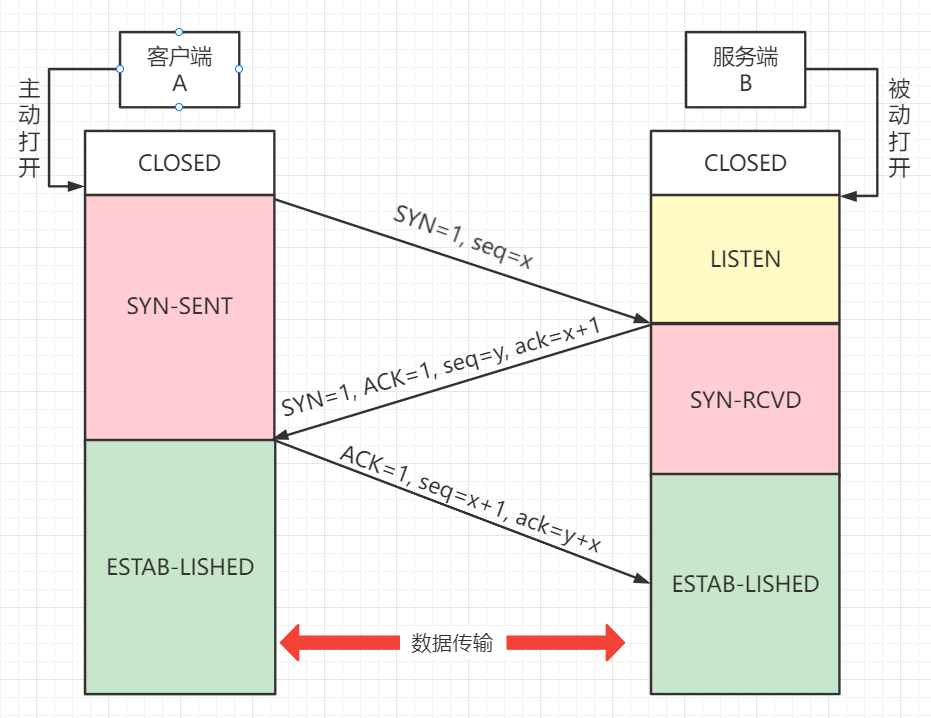 客户端
A
服务端
B
主动打开
被动打开
CLOSED
CLOSED
SYN=1, seq=x
LISTEN
SYN-SENT
SYN=1, ACK=1, seq=y, ack=x+1
SYN-RCVD
ACK=1, seq=x+1, ack=y+x
ESTAB-LISHED
ESTAB-LISHED
数据传输